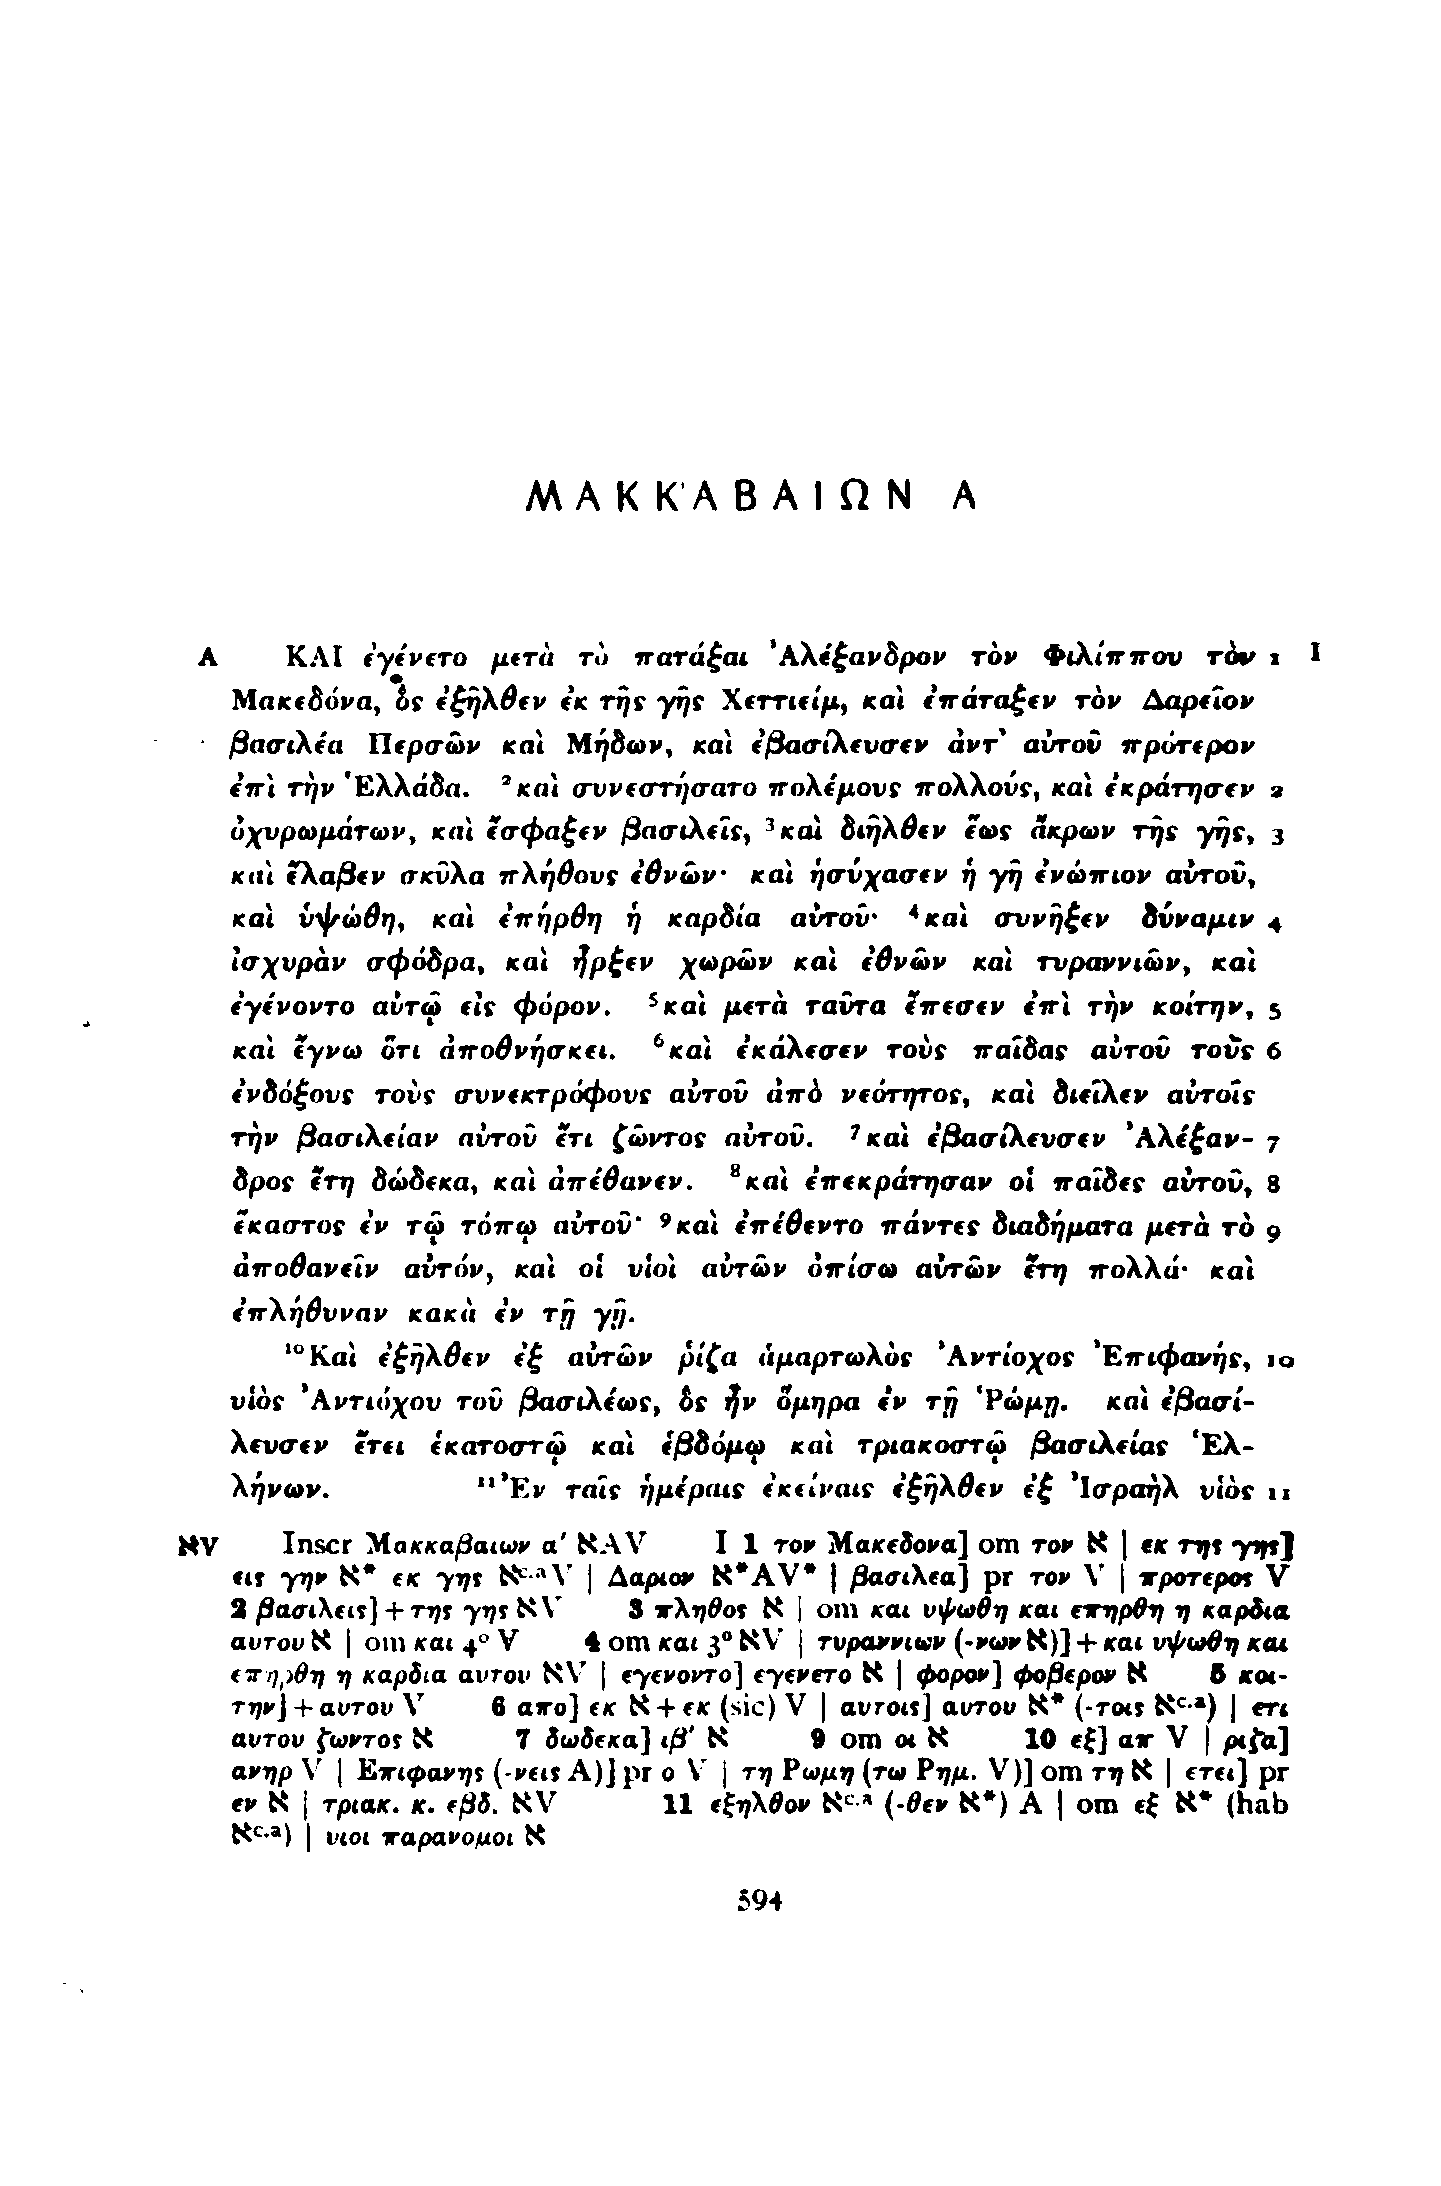 ΜΑΚΚΑΒΑΙΩΝ Α
Α ΚΑΙ ἐγένετο μετὰ τὸ πατάξαι Ἀλέξανδρον τὸν Φιλίππου τὸν 1 I
Μακεδόνα, ὃς ἐξῆλθεν ἐκ τῆς γῆς Χεττιείμ, καὶ ἐπάταξεν τὸν Δαρεῖον
βασιλέα Περσῶν καὶ Μήδων, καὶ ἐβασίλευσεν ἀντ᾽ αὐτοῦ πρότερον
ἐπὶ τὴν Ἑλλάδα. ²καὶ συνεστήσατο πολέμους πολλούς, καὶ ἐκράτησεν 2
ὀχυρωμάτων, καὶ ἔσφαξεν βασιλεῖς, ³καὶ διῆλθεν ἕως ἄκρων τῆς γῆς, 3
καὶ ἔλαβεν σκῦλα πλήθους ἐθνῶν· καὶ ἡσύχασεν ἡ γῆ ἐνώπιον αὐτοῦ,
καὶ ὑψώθη, καὶ ἐπήρθη ἡ καρδία αὐτοῦ· ⁴καὶ συνῆξεν δύναμιν 4
ἰσχυρὰν σφόδρα, καὶ ἦρξεν χωρῶν καὶ ἐθνῶν καὶ τυραννιῶν, καὶ
ἐγένοντο αὐτῷ εἰς φόρον. ⁵καὶ μετὰ ταῦτα ἔπεσεν ἐπὶ τὴν κοίτην, 5
καὶ ἔγνω ὅτι ἀποθνήσκει. ⁶καὶ ἐκάλεσεν τοὺς παῖδας αὐτοῦ τοὺς 6
ἐνδόξους τοὺς συνεκτρόφους αὐτοῦ ἀπὸ νεότητος, καὶ διεῖλεν αὐτοῖς
τὴν βασιλείαν αὐτοῦ ἔτι ζῶντος αὐτοῦ. ⁷καὶ ἐβασίλευσεν Ἀλέξαν- 7
δρος ἔτη δώδεκα, καὶ ἀπέθανεν. ⁸καὶ ἐπεκράτησαν οἱ παῖδες αὐτοῦ, 8
ἕκαστος ἐν τῷ τόπῳ αὐτοῦ· ⁹καὶ ἐπέθεντο πάντες διαδήματα μετὰ τὸ 9
ἀποθανεῖν αὐτόν, καὶ οἱ υἱοὶ αὐτῶν ὀπίσω αὐτῶν ἔτη πολλά· καὶ
ἐπλήθυναν κακὰ ἐν τῇ γῇ.
¹⁰Καὶ ἐξῆλθεν ἐξ αὐτῶν ῥίζα ἁμαρτωλὸς Ἀντίοχος Ἐπιφανής, 10
υἱὸς Ἀντιόχου τοῦ βασιλέως, ὃς ἦν ὅμηρα ἐν τῇ Ῥώμῃ. καὶ ἐβασί-
λευσεν ἔτει ἑκατοστῷ καὶ ἑβδόμῳ καὶ τριακοστῷ βασιλείας Ἑλ-
λήνων. ¹¹Ἐν ταῖς ἡμέραις ἐκείναις ἐξῆλθεν ἐξ Ἰσραὴλ υἱὸς 11
אV Inscr Μακκαβαιων α′ אAV I 1 τον Μακεδονα] om τον א | εκ της γης]
εις γην א* εκ γης אc.aV | Δαριον א*AV* | βασιλεα] pr τον V | προτερος V
2 βασιλεις] + της γης אV 3 πληθος א | om και υψωθη και επηρθη η καρδια
αυτου א | om και 4° V 4 om και 3° אV | τυραννιων (-νων א)] + και υψωθη και
επηρθη η καρδια αυτου אV | εγενοντο] εγενετο א | φορον] φοβερον א 5 κοι-
την] + αυτου V 6 απο] εκ א + εκ (sic) V | αυτοις] αυτου א* (-τοις אc.a) | ετι
αυτου ζωντος א 7 δωδεκα] ιβ′ א 9 om οι א 10 εξ] απ V | ριζα]
ανηρ V | Επιφανης (-νεις A)] pr ο V | τη Ρωμη (τω Ρημ. V)] om τη א | ετει] pr
εν א | τριακ. κ. εβδ. אV 11 εξηλθον אc.a (-θεν א*) A | om εξ א* (hab
אc.a) | υιοι παρανομοι א
594